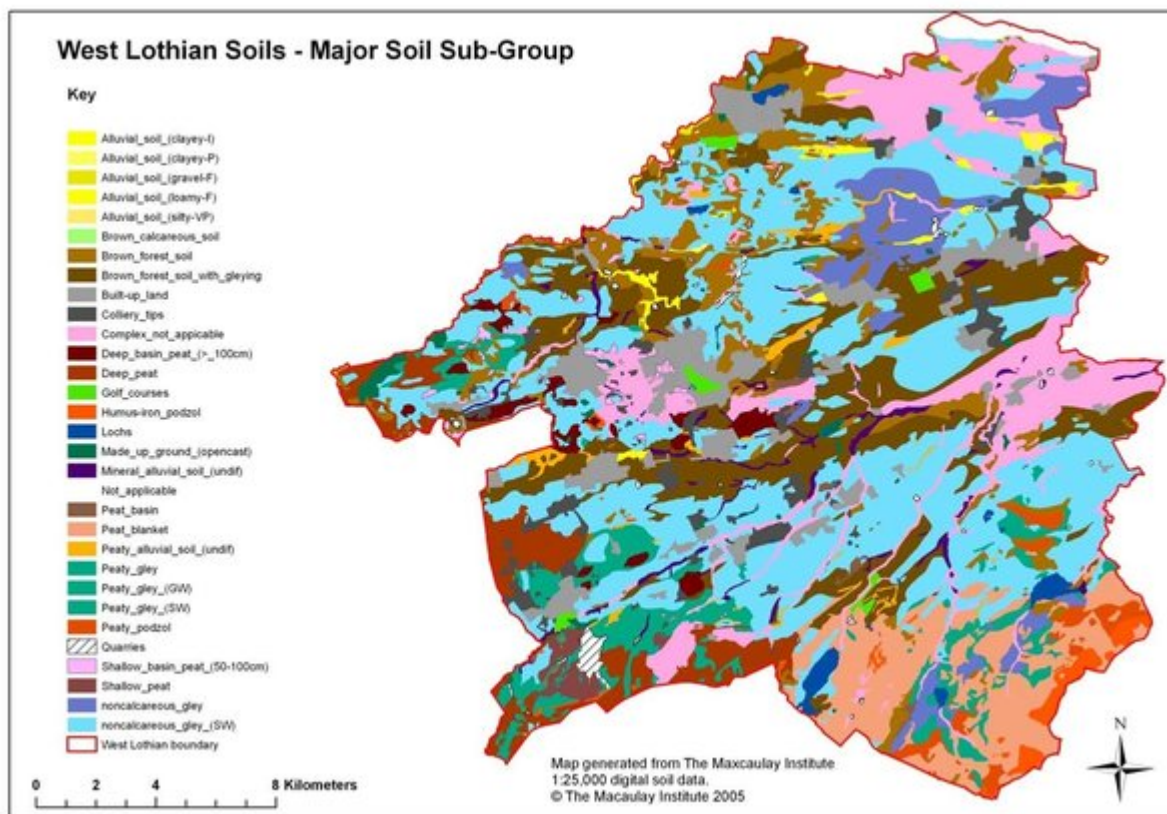 West Lothian Soils - Major Soil Sub-Group
Key
Alluvial_soil_(clayey-I)
Alluvial_soil_(clayey-P)
Alluvial_soil_(gravel-F)
Alluvial_soil_(loamy-F)
Alluvial_soil_(silty-VP)
Brown_calcareous_soil
Brown_forest_soil
Brown_forest_soil_with_gleying
Built-up_land
Colliery_tips
Complex_not_appicable
Deep_basin_peat_(>_100cm)
Deep_peat
Golf_courses
Humus-iron_podzol
Lochs
Made_up_ground_(opencast)
Mineral_alluvial_soil_(undif)
Not_applicable
Peat_basin
Peat_blanket
Peaty_alluvial_soil_(undif)
Peaty_gley
Peaty_gley_(GW)
Peaty_gley_(SW)
Peaty_podzol
Quarries
Shallow_basin_peat_(50-100cm)
Shallow_peat
noncalcareous_gley
noncalcareous_gley_(SW)
West Lothian boundary
0 2 4 8 Kilometers
Map generated from The Maxcaulay Institute
1:25,000 digital soil data.
© The Macaulay Institute 2005
N